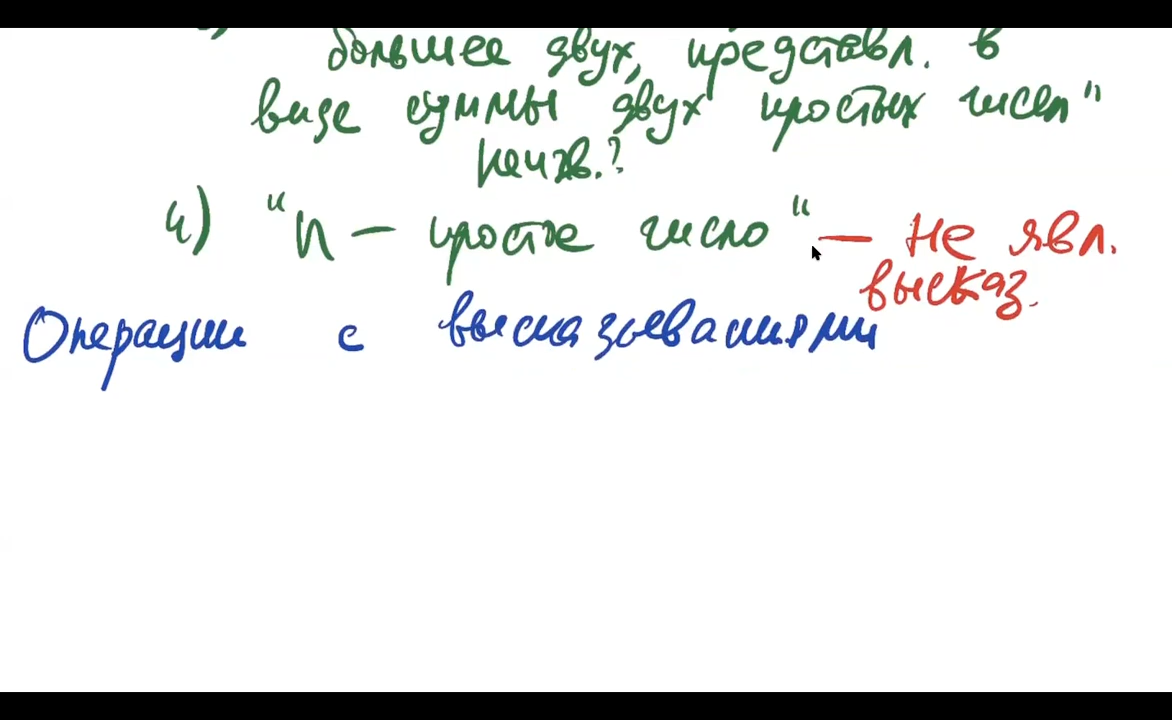 большее двух, представл. в
виде суммы двух простых чисел"
неизв.?
4) "n — простое число" — не явл.
высказ.
Операции с высказываниями